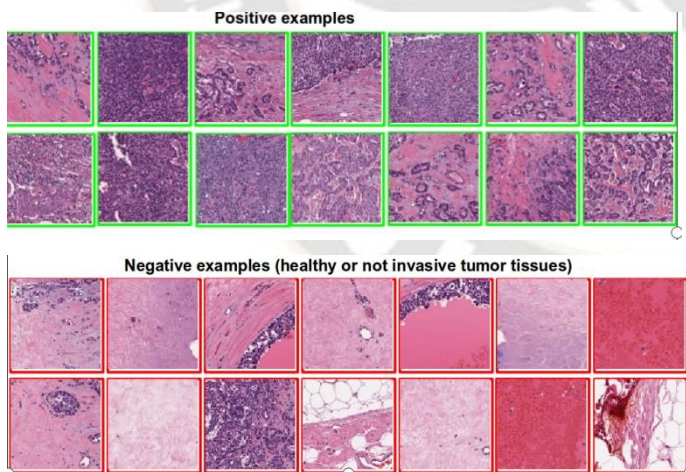 Positive examples
Negative examples (healthy or not invasive tumor tissues)